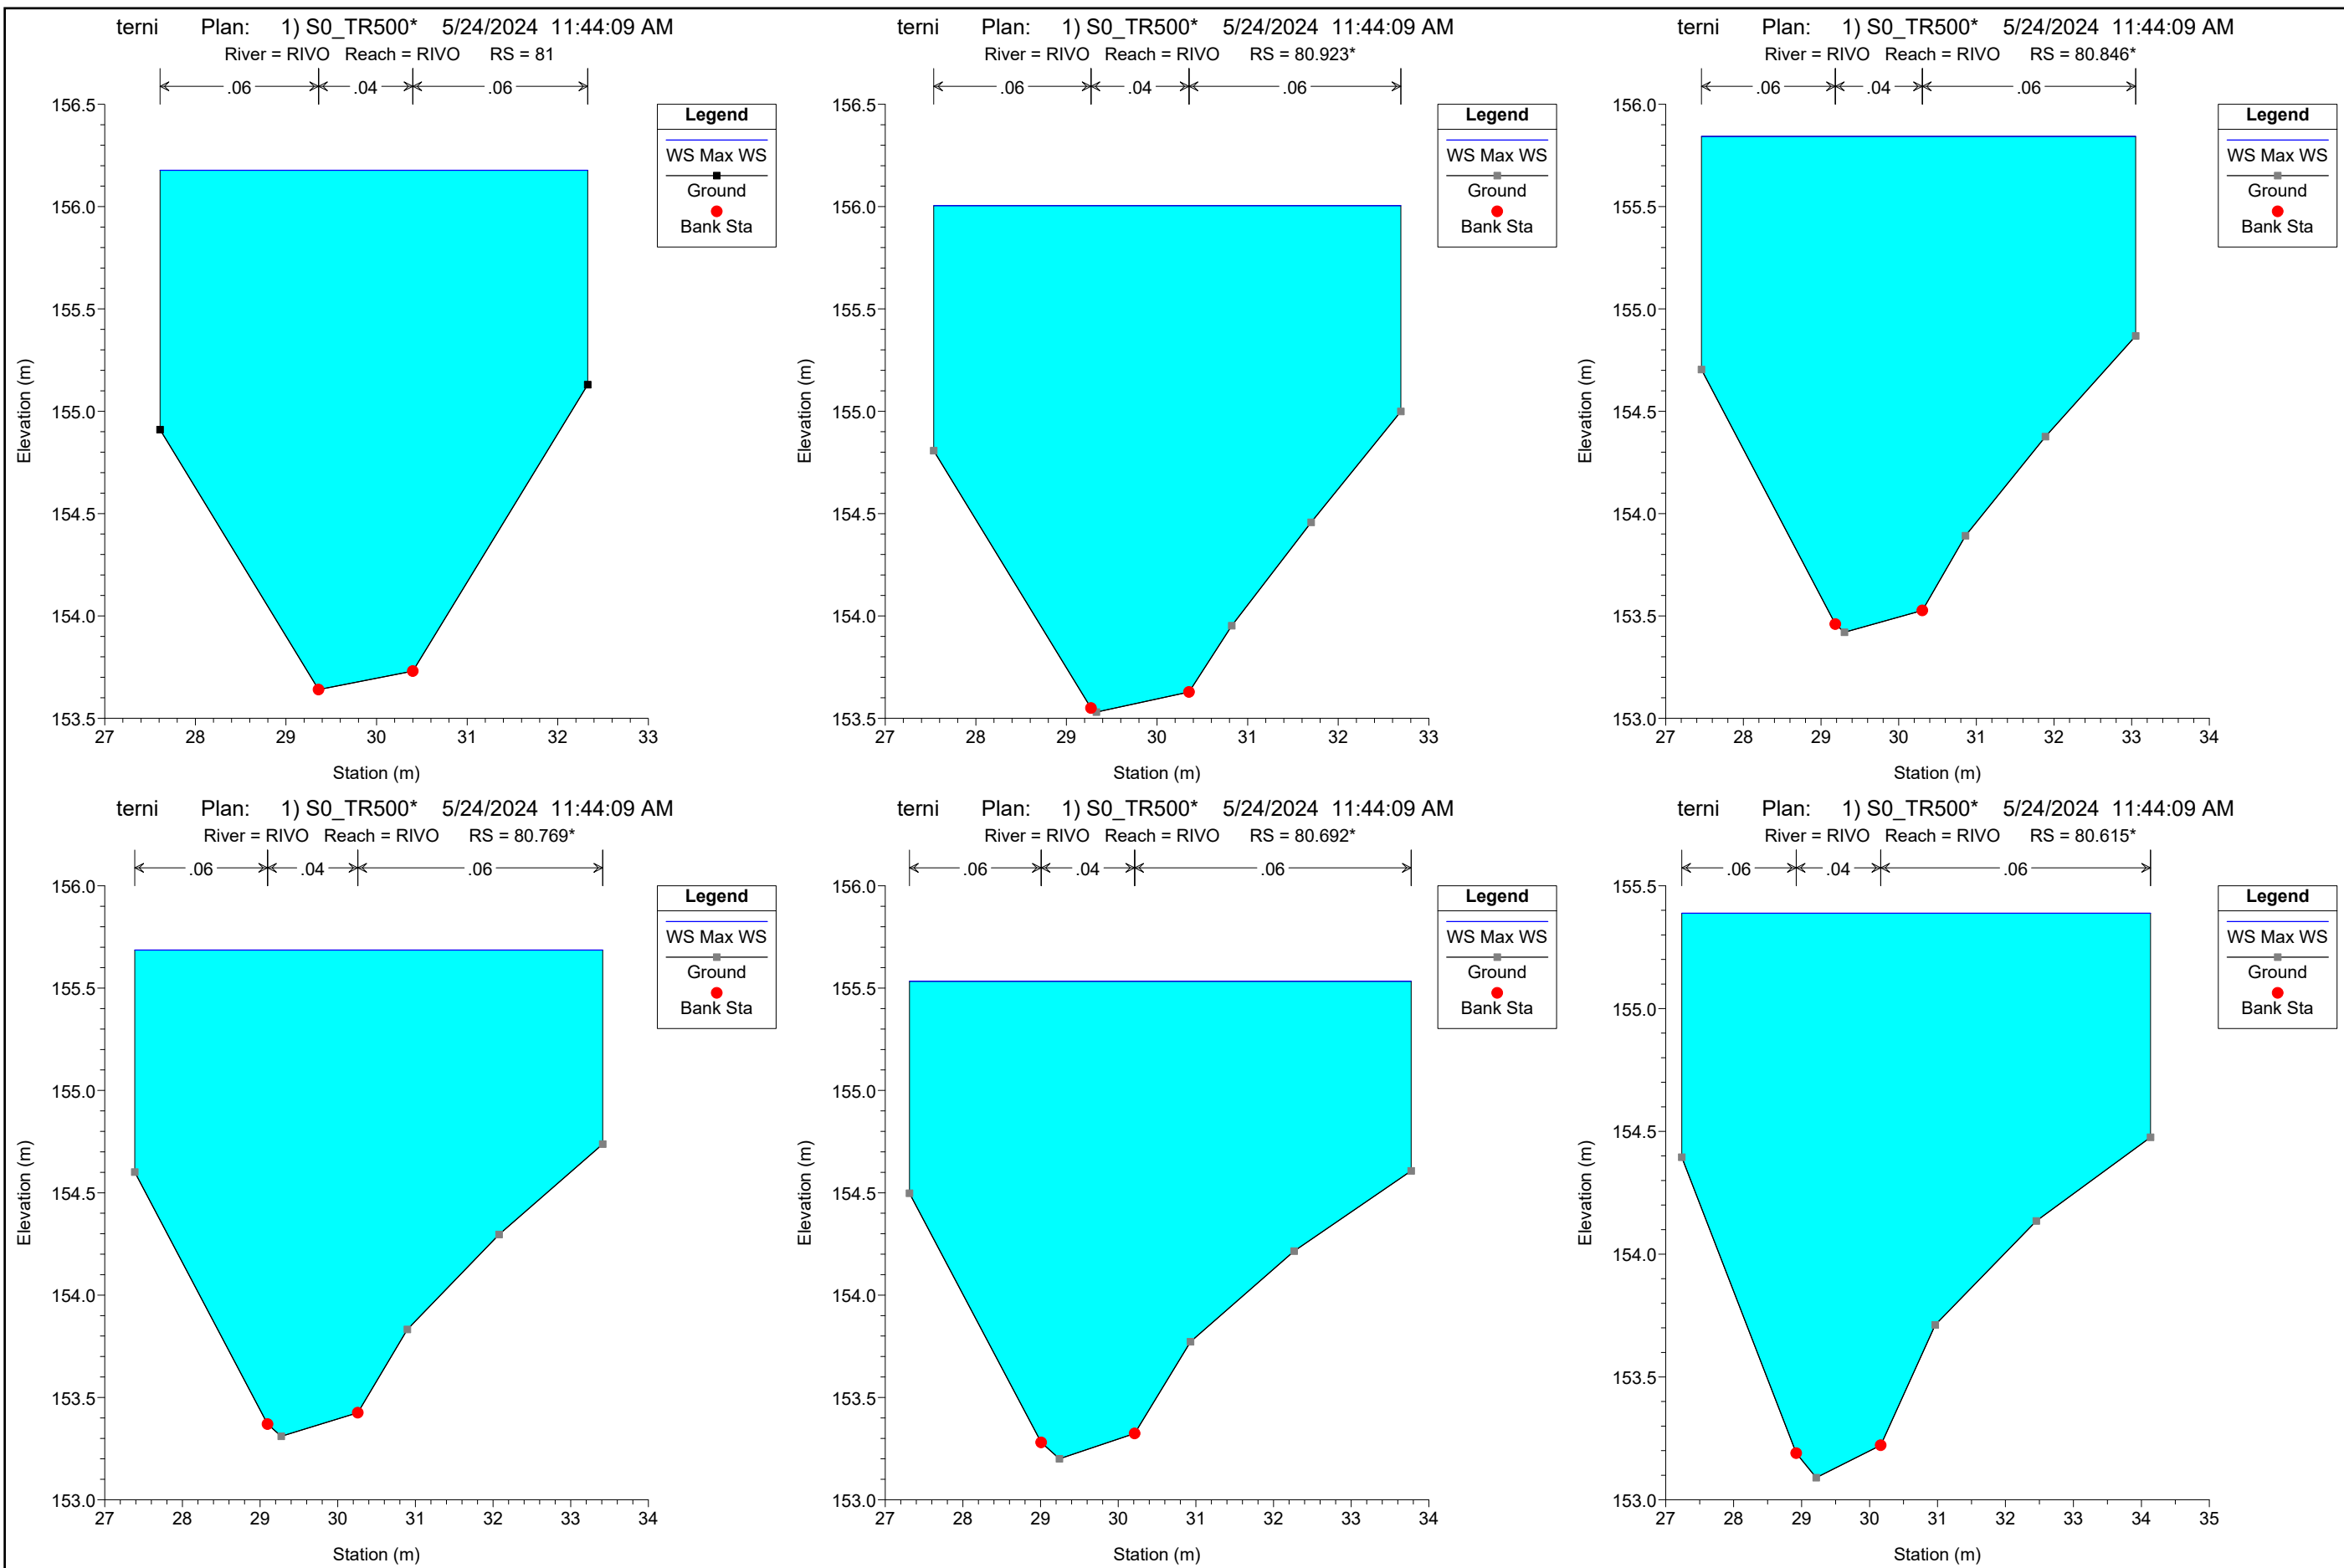 terni Plan: 1) S0_TR500* 5/24/2024 11:44:09 AM
River = RIVO Reach = RIVO RS = 81
.06 .04 .06
156.5
156.0
155.5
155.0
154.5
154.0
153.5
27 28 29 30 31 32 33
Station (m)
Elevation (m)
Legend
WS Max WS
Ground
Bank Sta
terni Plan: 1) S0_TR500* 5/24/2024 11:44:09 AM
River = RIVO Reach = RIVO RS = 80.923*
.06 .04 .06
156.5
156.0
155.5
155.0
154.5
154.0
153.5
27 28 29 30 31 32 33
Station (m)
Elevation (m)
Legend
WS Max WS
Ground
Bank Sta
terni Plan: 1) S0_TR500* 5/24/2024 11:44:09 AM
River = RIVO Reach = RIVO RS = 80.846*
.06 .04 .06
156.0
155.5
155.0
154.5
154.0
153.5
153.0
27 28 29 30 31 32 33 34
Station (m)
Elevation (m)
Legend
WS Max WS
Ground
Bank Sta
terni Plan: 1) S0_TR500* 5/24/2024 11:44:09 AM
River = RIVO Reach = RIVO RS = 80.769*
.06 .04 .06
156.0
155.5
155.0
154.5
154.0
153.5
153.0
27 28 29 30 31 32 33 34
Station (m)
Elevation (m)
Legend
WS Max WS
Ground
Bank Sta
terni Plan: 1) S0_TR500* 5/24/2024 11:44:09 AM
River = RIVO Reach = RIVO RS = 80.692*
.06 .04 .06
156.0
155.5
155.0
154.5
154.0
153.5
153.0
27 28 29 30 31 32 33 34
Station (m)
Elevation (m)
Legend
WS Max WS
Ground
Bank Sta
terni Plan: 1) S0_TR500* 5/24/2024 11:44:09 AM
River = RIVO Reach = RIVO RS = 80.615*
.06 .04 .06
155.5
155.0
154.5
154.0
153.5
153.0
27 28 29 30 31 32 33 34 35
Station (m)
Elevation (m)
Legend
WS Max WS
Ground
Bank Sta